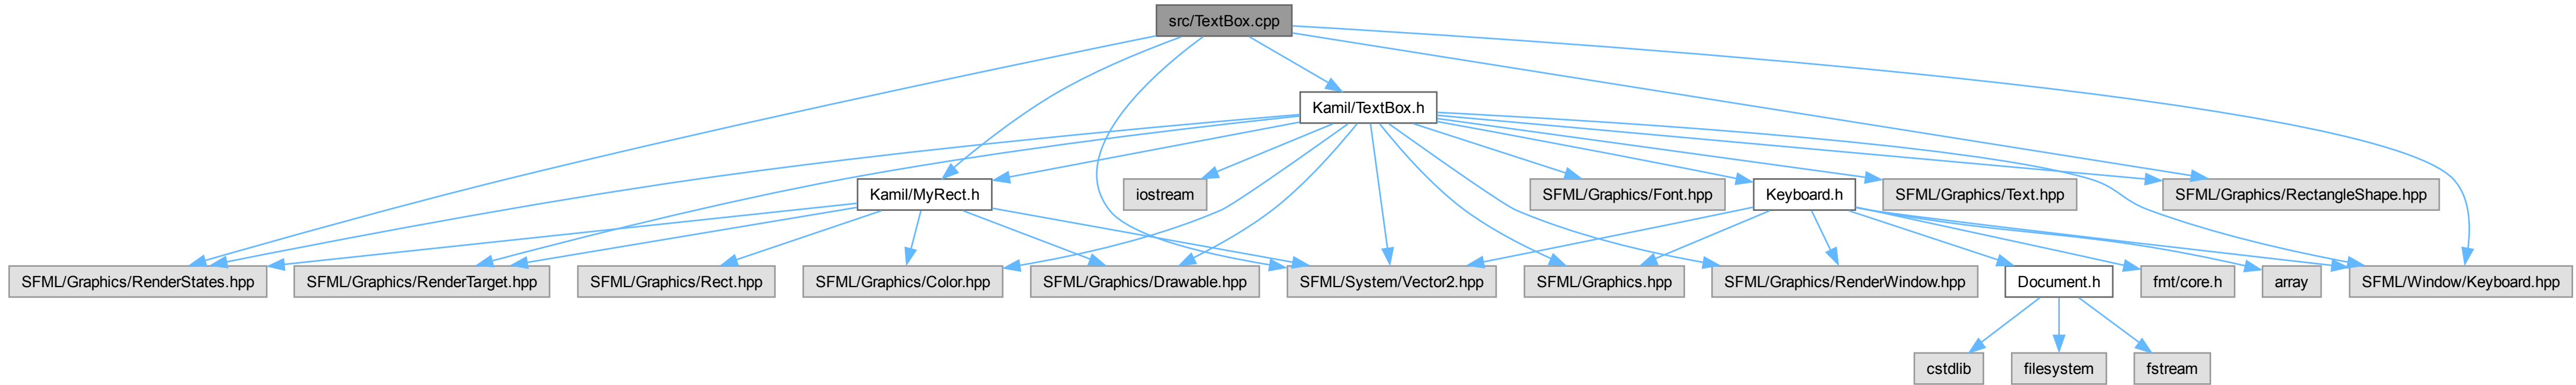 src/TextBox.cpp
Kamil/TextBox.h
Kamil/MyRect.h
iostream
SFML/Graphics/Font.hpp
Keyboard.h
SFML/Graphics/Text.hpp
SFML/Graphics/RectangleShape.hpp
SFML/Graphics/RenderStates.hpp
SFML/Graphics/RenderTarget.hpp
SFML/Graphics/Rect.hpp
SFML/Graphics/Color.hpp
SFML/Graphics/Drawable.hpp
SFML/System/Vector2.hpp
SFML/Graphics.hpp
SFML/Graphics/RenderWindow.hpp
Document.h
fmt/core.h
array
SFML/Window/Keyboard.hpp
cstdlib
filesystem
fstream